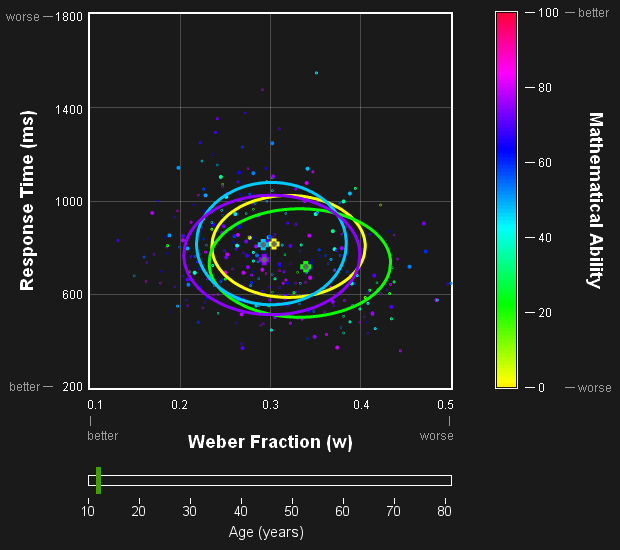 worse — 1800
1400
1000
600
better — 200
Response Time (ms)
0.1 0.2 0.3 0.4 0.5
better worse
Weber Fraction (w)
100 — better
80
60
40
20
0 — worse
Mathematical Ability
10 20 30 40 50 60 70 80
Age (years)